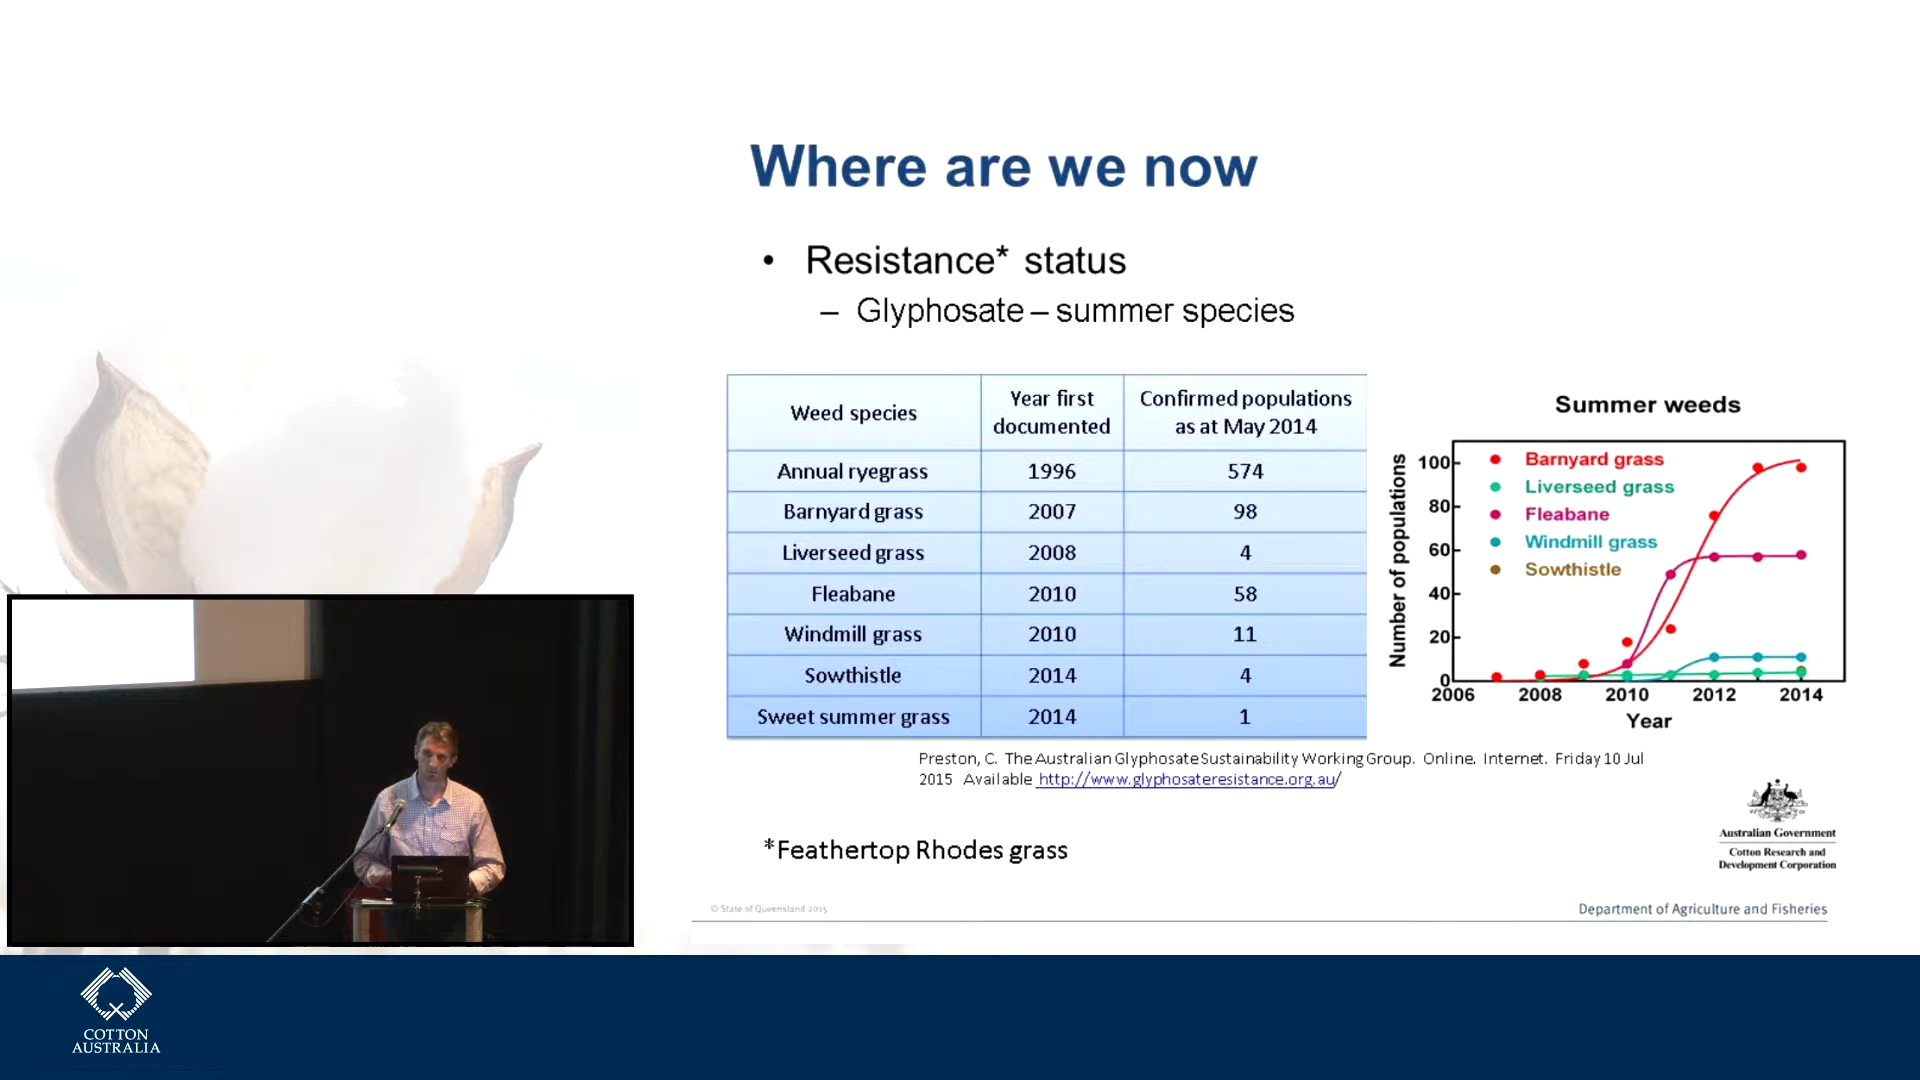 Where are we now
• Resistance* status
– Glyphosate – summer species
Weed species
Year first
documented
Confirmed populations
as at May 2014
Annual ryegrass 1996 574
Barnyard grass 2007 98
Liverseed grass 2008 4
Fleabane 2010 58
Windmill grass 2010 11
Sowthistle 2014 4
Sweet summer grass 2014 1
Summer weeds
Number of populations
100
80
60
40
20
0
Barnyard grass
Liverseed grass
Fleabane
Windmill grass
Sowthistle
2006 2008 2010 2012 2014
Year
Preston, C. The Australian Glyphosate Sustainability Working Group. Online. Internet. Friday 10 Jul
2015 Available http://www.glyphosateresistance.org.au/
*Feathertop Rhodes grass
Australian Government
Cotton Research and
Development Corporation
© State of Queensland 2015
Department of Agriculture and Fisheries
COTTON
AUSTRALIA